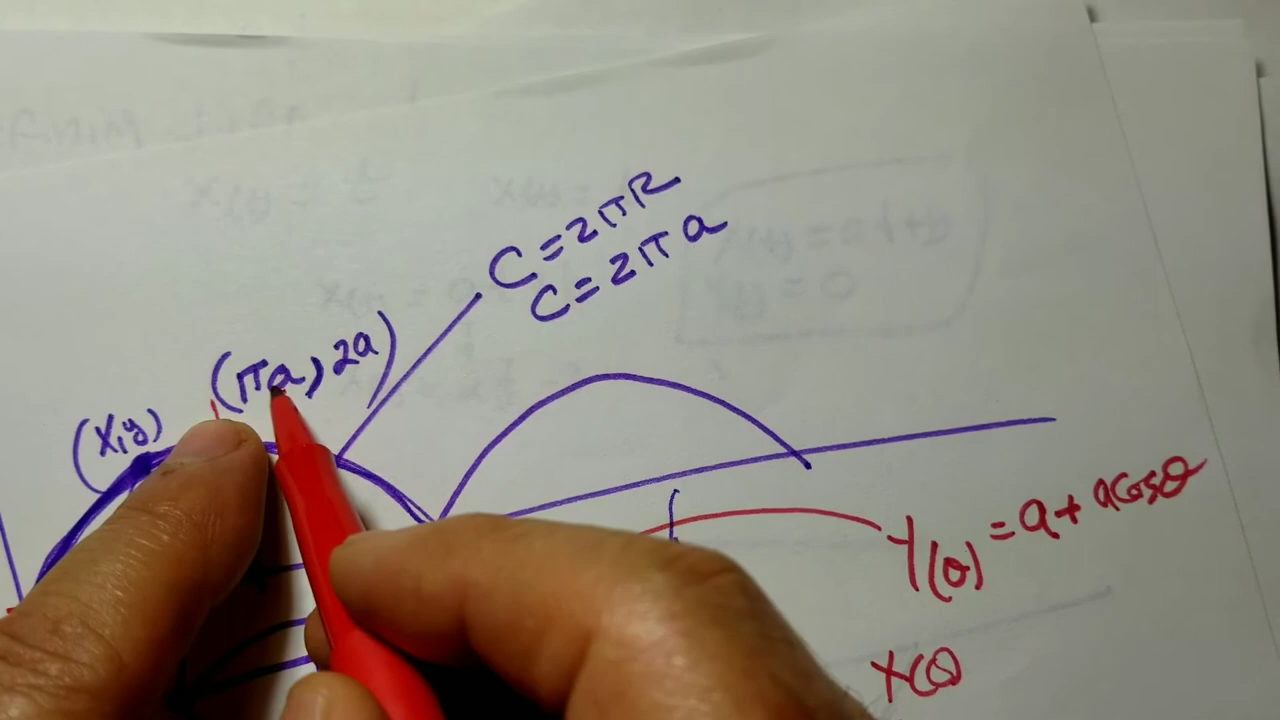 C=2πR
C=2πa
(πa,2a)
(x,y)
y(θ)=a+acosθ
x(θ